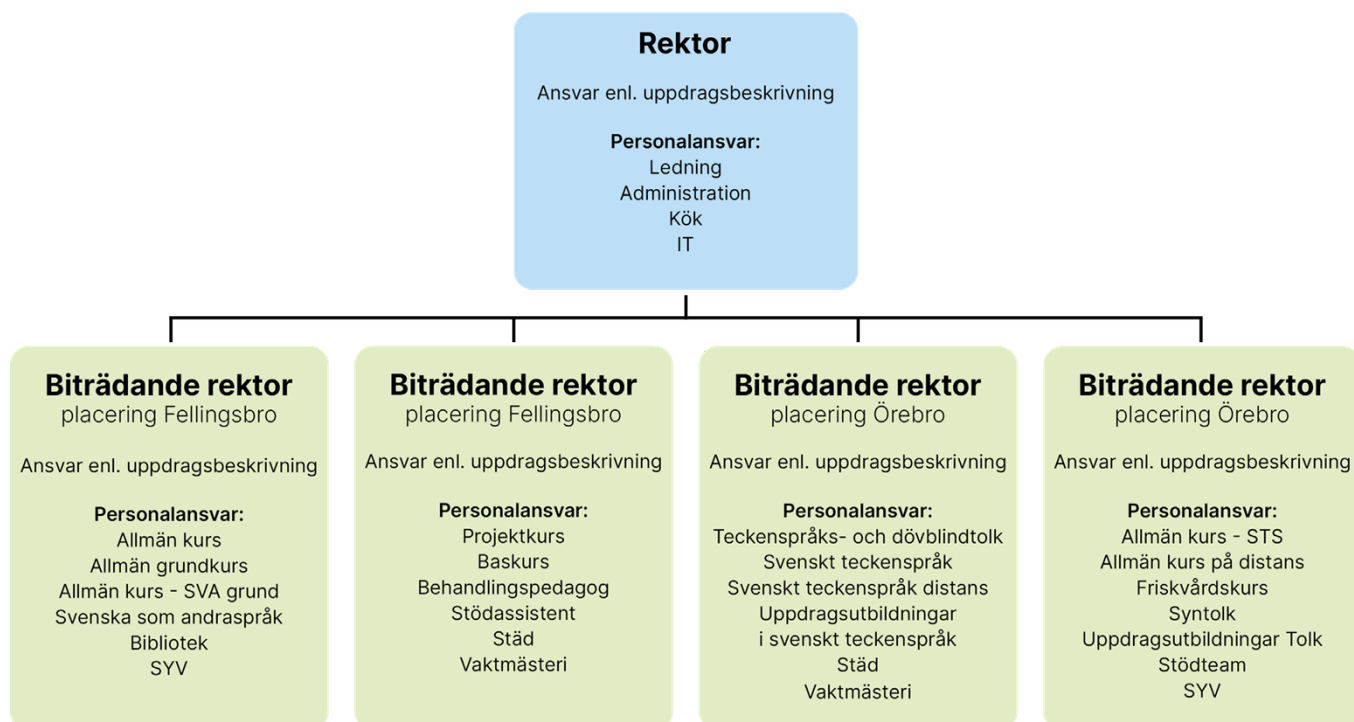 Rektor
Ansvar enl. uppdragsbeskrivning
Personalansvar:
Ledning
Administration
Kök
IT
Biträdande rektor
placering Fellingsbro
Ansvar enl. uppdragsbeskrivning
Personalansvar:
Allmän kurs
Allmän grundkurs
Allmän kurs - SVA grund
Svenska som andraspråk
Bibliotek
SYV
Biträdande rektor
placering Fellingsbro
Ansvar enl. uppdragsbeskrivning
Personalansvar:
Projektkurs
Baskurs
Behandlingspedagog
Stödassistent
Städ
Vaktmästeri
Biträdande rektor
placering Örebro
Ansvar enl. uppdragsbeskrivning
Personalansvar:
Teckenspråks- och dövblindtolk
Svenskt teckenspråk
Svenskt teckenspråk distans
Uppdragsutbildningar
i svenskt teckenspråk
Städ
Vaktmästeri
Biträdande rektor
placering Örebro
Ansvar enl. uppdragsbeskrivning
Personalansvar:
Allmän kurs - STS
Allmän kurs på distans
Friskvårdskurs
Syntolk
Uppdragsutbildningar Tolk
Stödteam
SYV